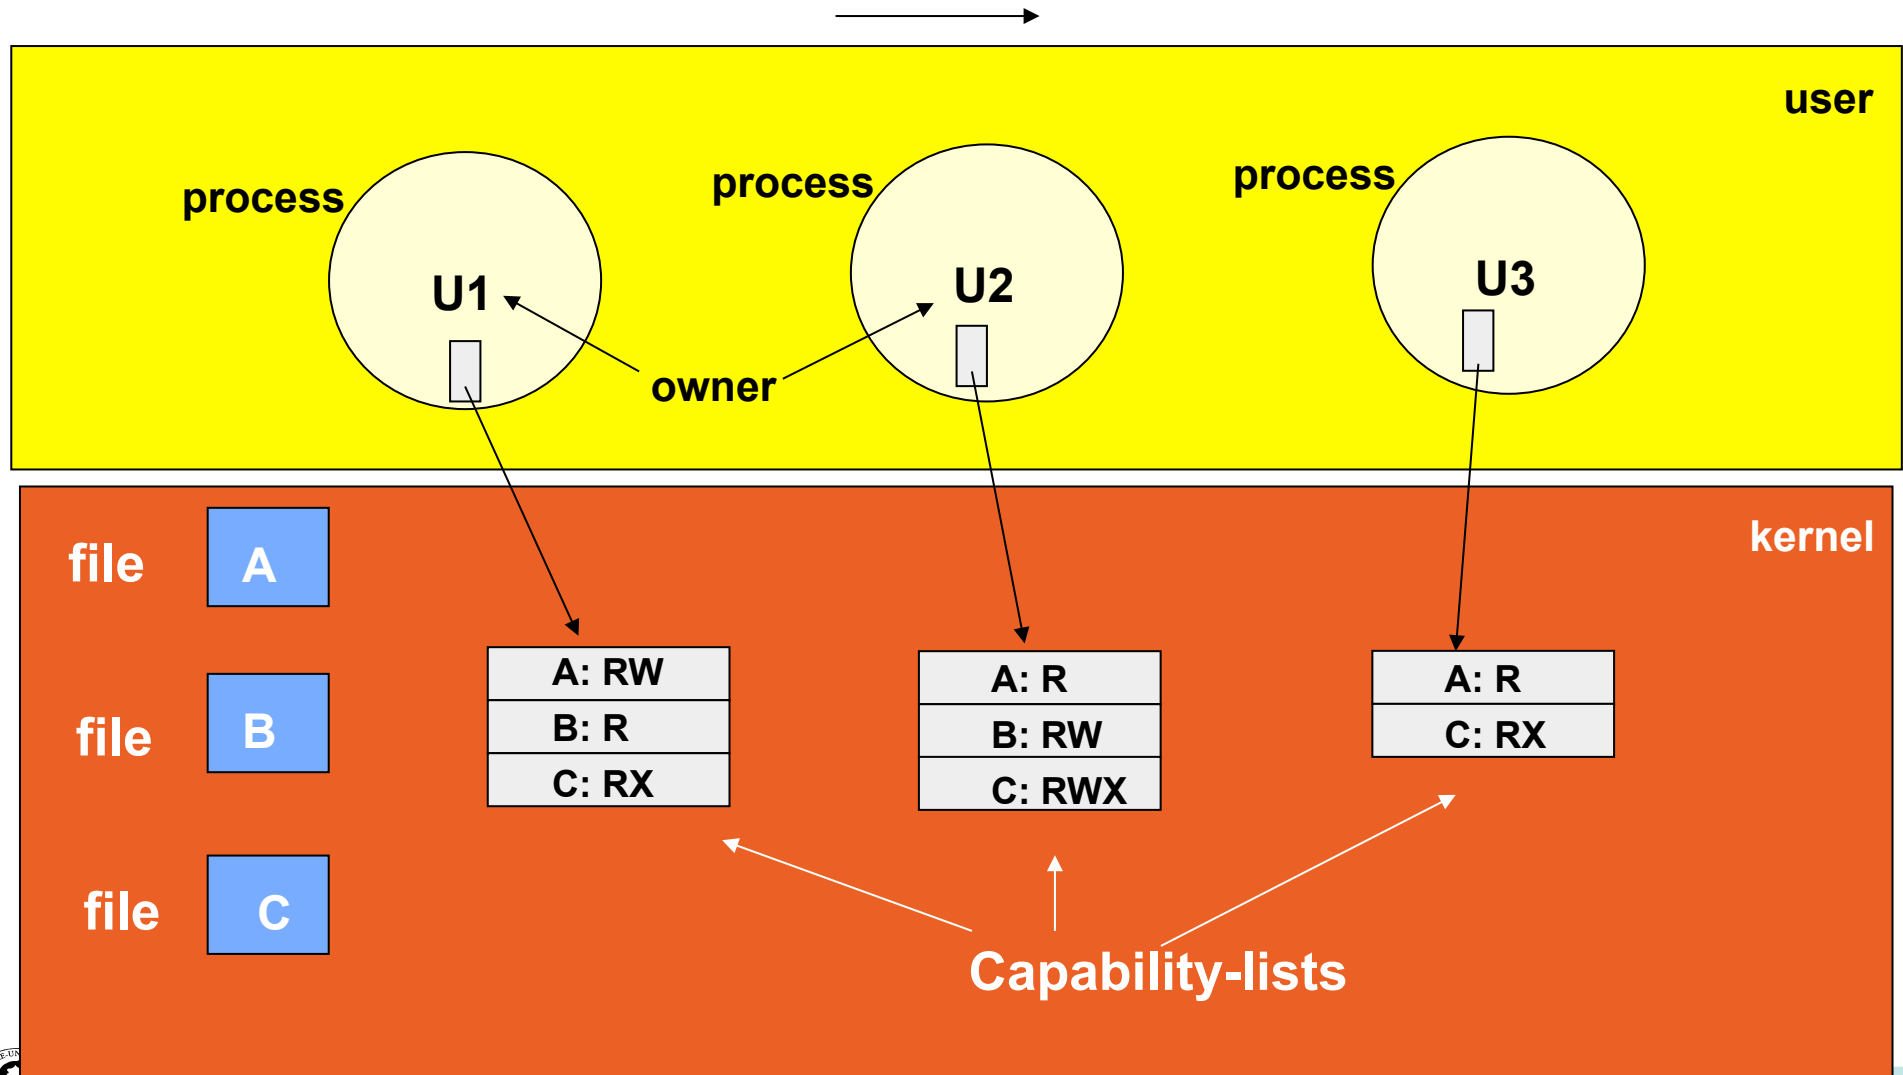 user
process
process
process
U1
U2
U3
owner
kernel
file
A
A: RW
B: R
C: RX
A: R
B: RW
C: RWX
A: R
C: RX
file
B
file
C
Capability-lists